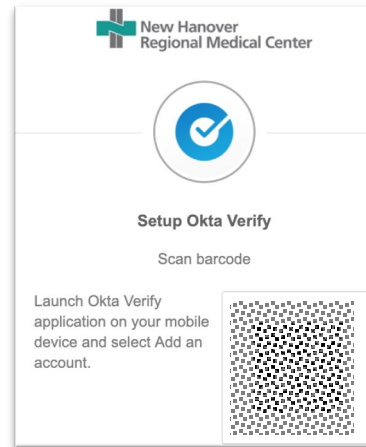 New Hanover
Regional Medical Center
Setup Okta Verify
Scan barcode
Launch Okta Verify
application on your mobile
device and select Add an
account.